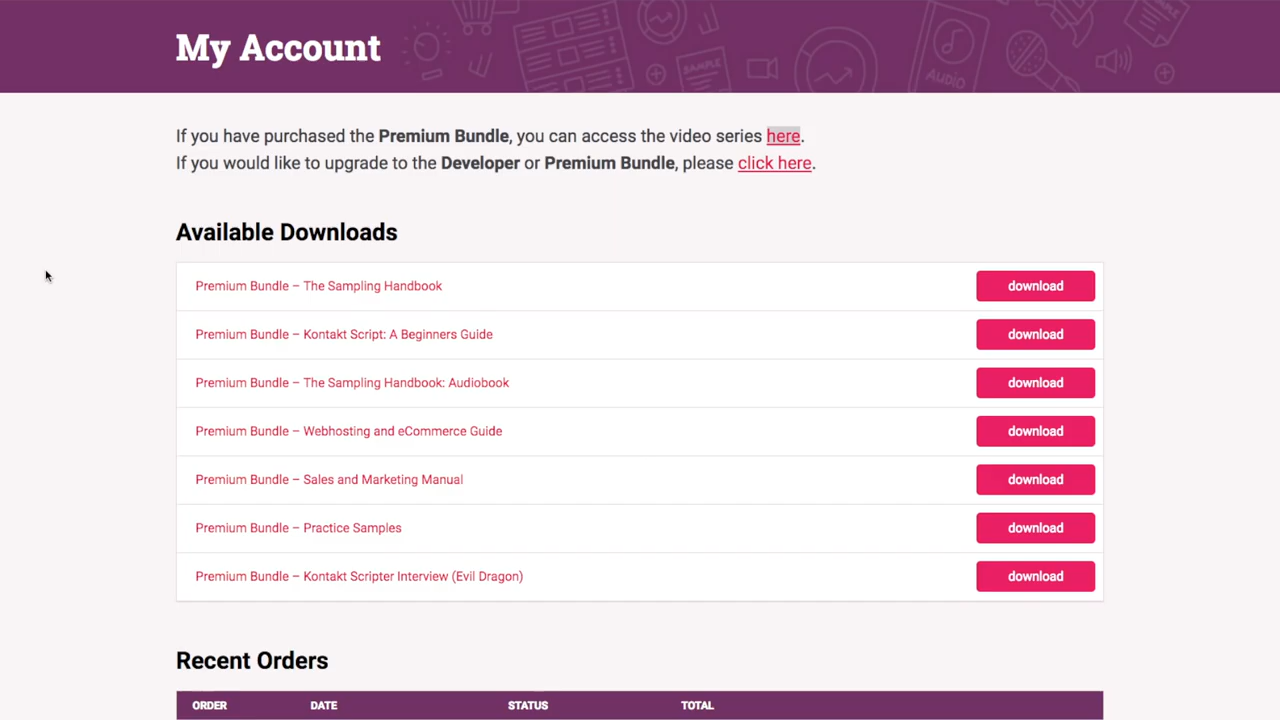 My Account
SAMPLE
AUDIO
SAMPLE
If you have purchased the Premium Bundle, you can access the video series here.
If you would like to upgrade to the Developer or Premium Bundle, please click here.
Available Downloads
Premium Bundle – The Sampling Handbook download
Premium Bundle – Kontakt Script: A Beginners Guide download
Premium Bundle – The Sampling Handbook: Audiobook download
Premium Bundle – Webhosting and eCommerce Guide download
Premium Bundle – Sales and Marketing Manual download
Premium Bundle – Practice Samples download
Premium Bundle – Kontakt Scripter Interview (Evil Dragon) download
Recent Orders
ORDER DATE STATUS TOTAL